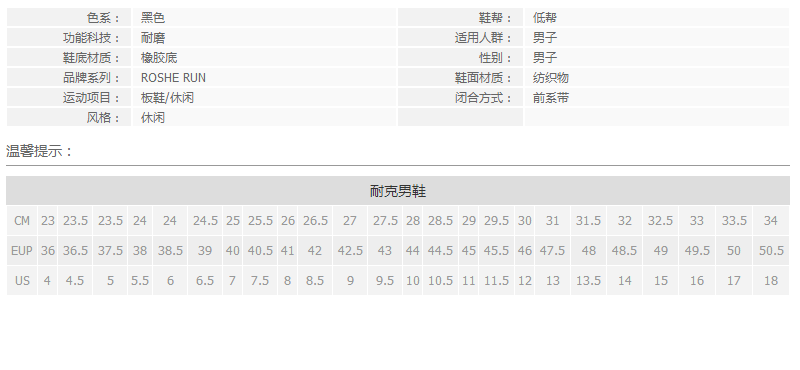 色系： 黑色 鞋帮： 低帮
功能科技： 耐磨 适用人群： 男子
鞋底材质： 橡胶底 性别： 男子
品牌系列： ROSHE RUN 鞋面材质： 纺织物
运动项目： 板鞋/休闲 闭合方式： 前系带
风格： 休闲
温馨提示：
耐克男鞋
CM 23 23.5 23.5 24 24 24.5 25 25.5 26 26.5 27 27.5 28 28.5 29 29.5 30 31 31.5 32 32.5 33 33.5 34
EUP 36 36.5 37.5 38 38.5 39 40 40.5 41 42 42.5 43 44 44.5 45 45.5 46 47.5 48 48.5 49 49.5 50 50.5
US 4 4.5 5 5.5 6 6.5 7 7.5 8 8.5 9 9.5 10 10.5 11 11.5 12 13 13.5 14 15 16 17 18